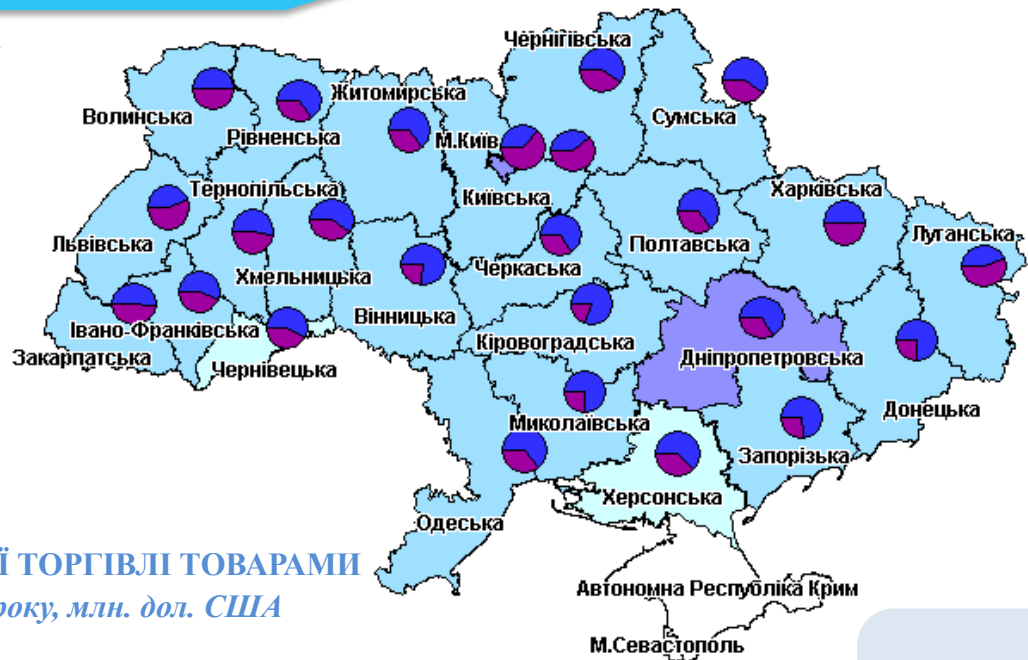 Чернігівська
Волинська
Рівненська
Житомирська
Сумська
М.Київ
Київська
Тернопільська
Харківська
Львівська
Хмельницька
Черкаська
Полтавська
Луганська
Івано-Франківська
Вінницька
Кіровоградська
Закарпатська
Чернівецька
Дніпропетровська
Донецька
Миколаївська
Запорізька
Херсонська
Одеська
Ї ТОРГІВЛІ ТОВАРАМИ
року, млн. дол. США
Автономна Республіка Крим
М.Севастополь